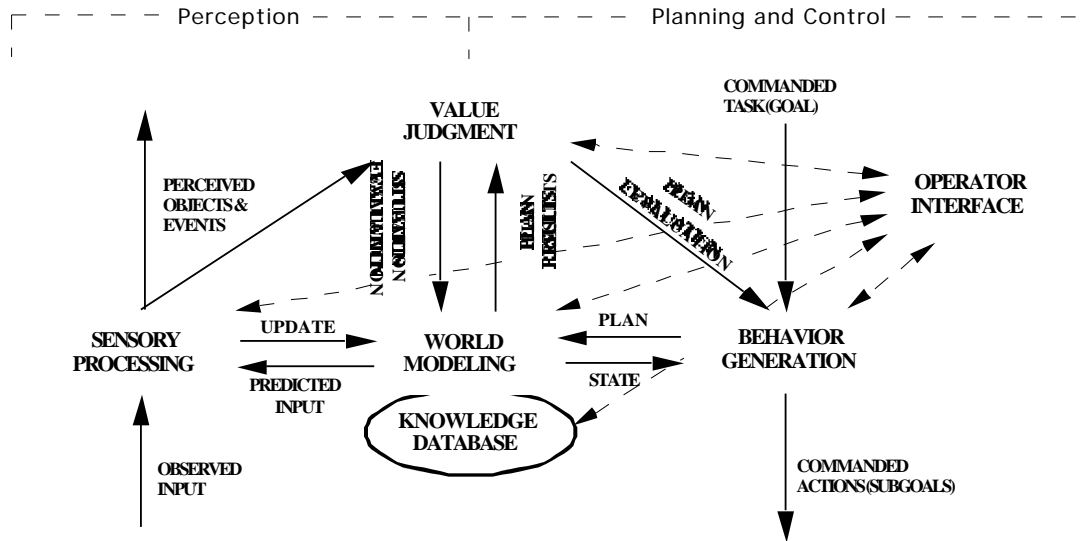 Perception
Planning and Control
COMMANDED
TASK (GOAL)
VALUE
JUDGMENT
PERCEIVED
OBJECTS &
EVENTS
SITUATION
EVALUATION
PLAN
RESULTS
PLAN
EVALUATION
OPERATOR
INTERFACE
SENSORY
PROCESSING
UPDATE
PREDICTED
INPUT
WORLD
MODELING
PLAN
STATE
BEHAVIOR
GENERATION
KNOWLEDGE
DATABASE
OBSERVED
INPUT
COMMANDED
ACTIONS (SUBGOALS)